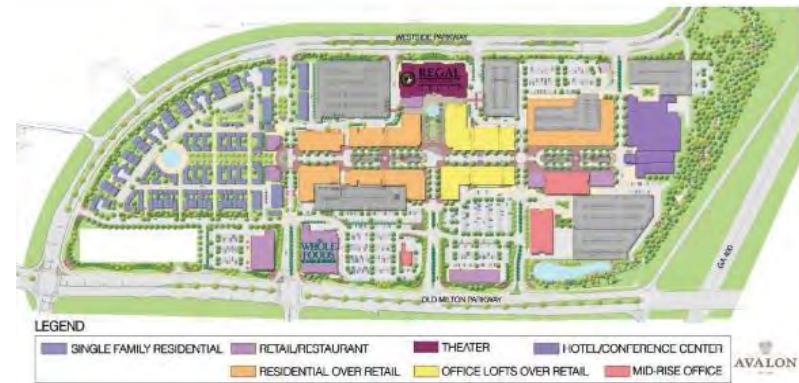 WESTSIDE PARKWAY
REGAL
WHOLE
FOODS
GA 400
OLD MILTON PARKWAY
LEGEND
SINGLE FAMILY RESIDENTIAL
RETAIL/RESTAURANT
THEATER
HOTEL/CONFERENCE CENTER
RESIDENTIAL OVER RETAIL
OFFICE LOFTS OVER RETAIL
MID-RISE OFFICE
AVALON